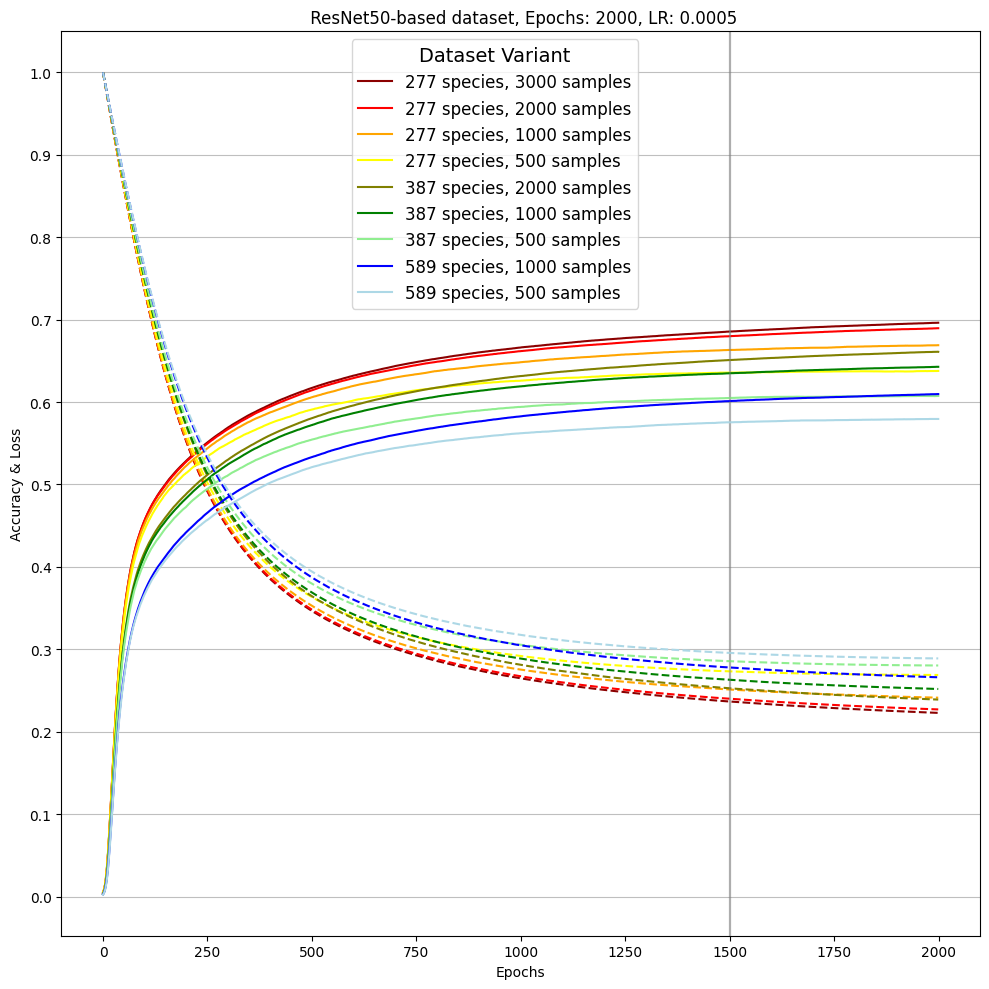 ResNet50-based dataset, Epochs: 2000, LR: 0.0005
Dataset Variant
277 species, 3000 samples
277 species, 2000 samples
277 species, 1000 samples
277 species, 500 samples
387 species, 2000 samples
387 species, 1000 samples
387 species, 500 samples
589 species, 1000 samples
589 species, 500 samples
Accuracy & Loss
1.0
0.9
0.8
0.7
0.6
0.5
0.4
0.3
0.2
0.1
0.0
0 250 500 750 1000 1250 1500 1750 2000
Epochs